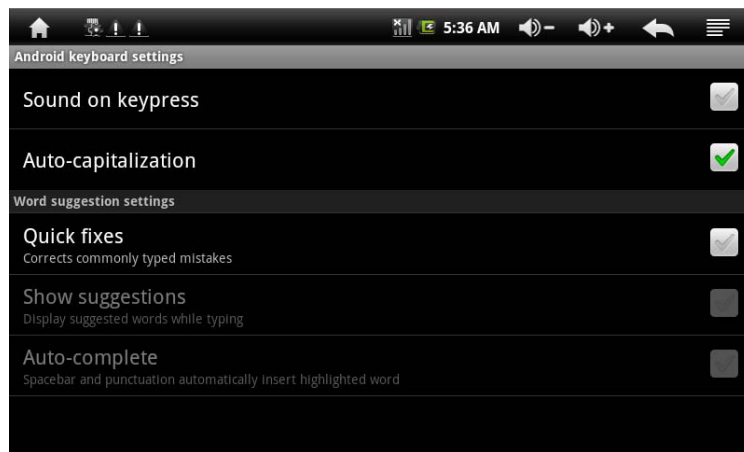 5:36 AM
Android keyboard settings
Sound on keypress
Auto-capitalization
Word suggestion settings
Quick fixes
Corrects commonly typed mistakes
Show suggestions
Display suggested words while typing
Auto-complete
Spacebar and punctuation automatically insert highlighted word